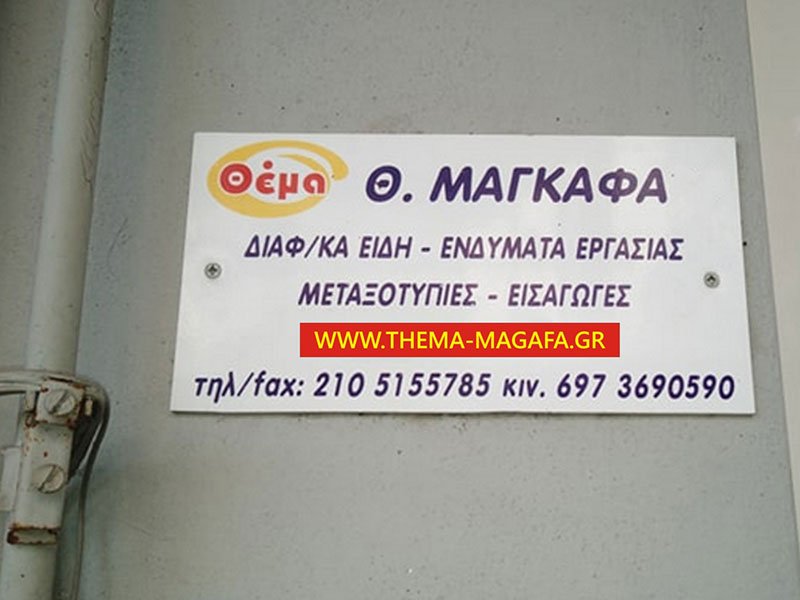 Θέμα Θ. ΜΑΓΚΑΦΑ
ΔΙΑΦ/ΚΑ ΕΙΔΗ - ΕΝΔΥΜΑΤΑ ΕΡΓΑΣΙΑΣ
ΜΕΤΑΞΟΤΥΠΙΕΣ - ΕΙΣΑΓΩΓΕΣ
WWW.THEMA-MAGAFA.GR
τηλ/fax: 210 5155785 κιν. 697 3690590